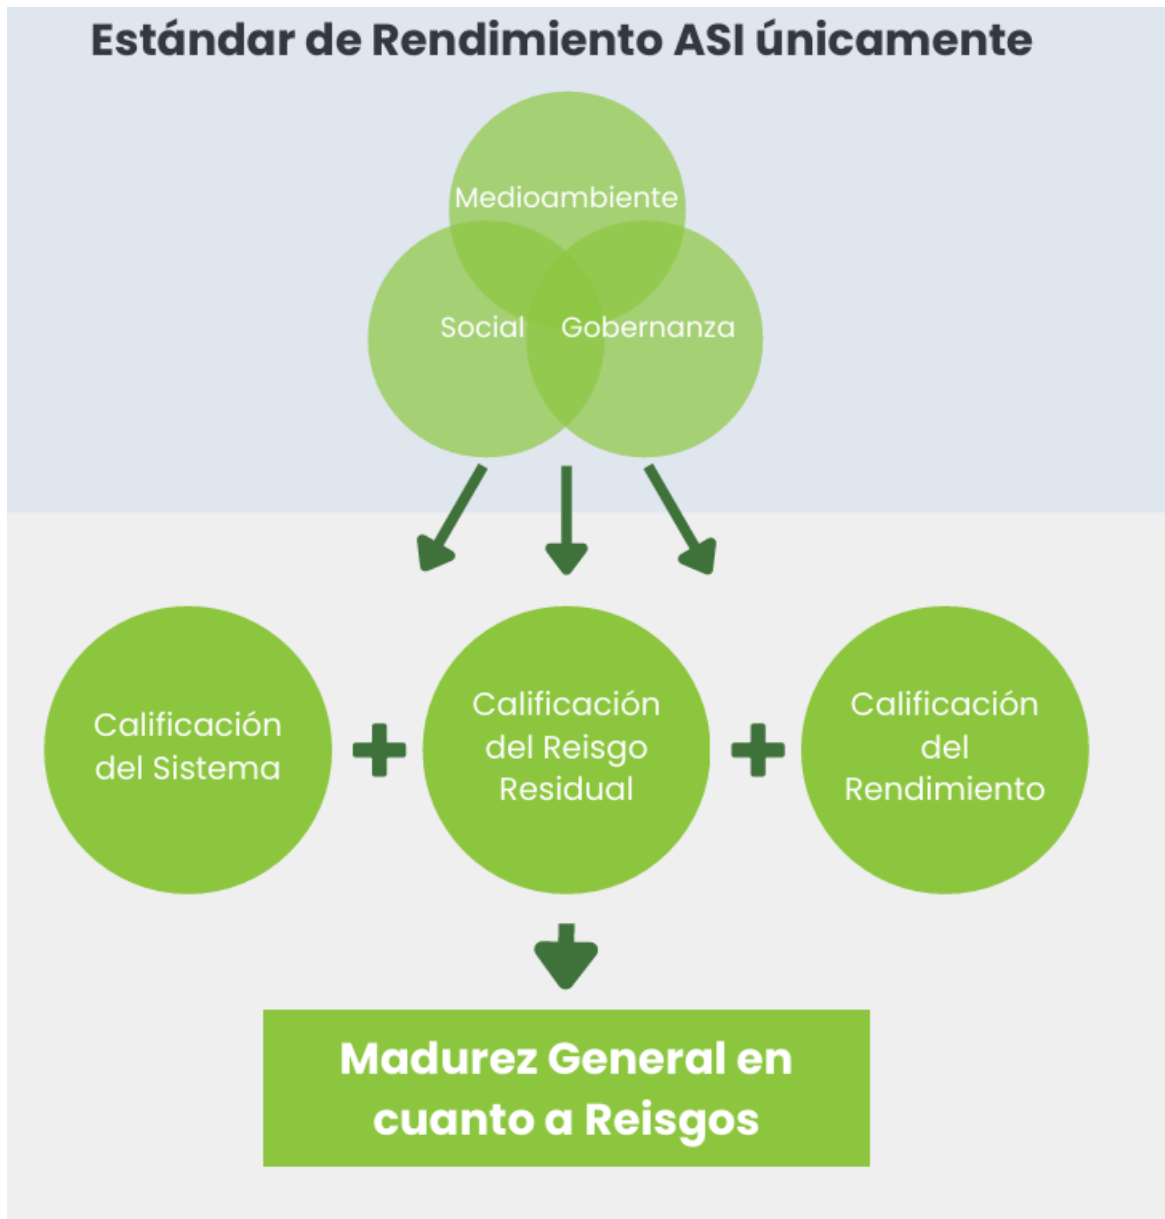 Estándar de Rendimiento ASI únicamente
Medioambiente
Social
Gobernanza
Calificación
del Sistema
Calificación
del Reisgo
Residual
Calificación
del
Rendimiento
Madurez General en
cuanto a Reisgos